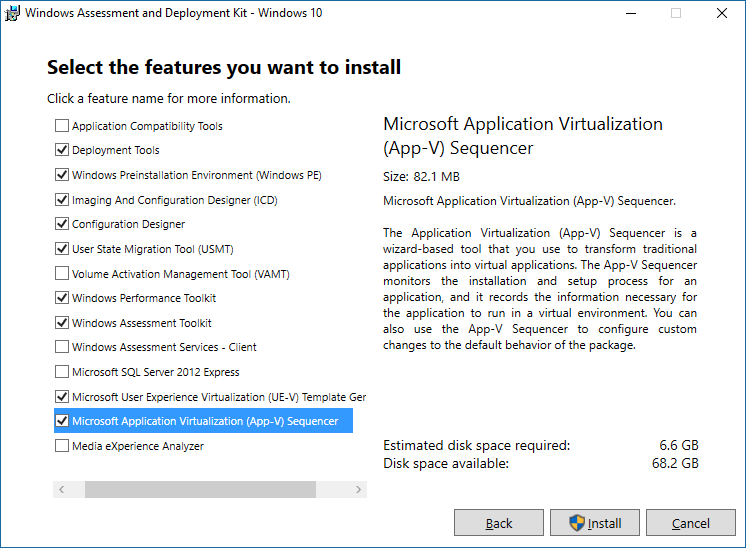 Windows Assessment and Deployment Kit - Windows 10
Select the features you want to install
Click a feature name for more information.
Application Compatibility Tools
Deployment Tools
Windows Preinstallation Environment (Windows PE)
Imaging And Configuration Designer (ICD)
Configuration Designer
User State Migration Tool (USMT)
Volume Activation Management Tool (VAMT)
Windows Performance Toolkit
Windows Assessment Toolkit
Windows Assessment Services - Client
Microsoft SQL Server 2012 Express
Microsoft User Experience Virtualization (UE-V) Template Ger
Microsoft Application Virtualization (App-V) Sequencer
Media eXperience Analyzer
Microsoft Application Virtualization
(App-V) Sequencer
Size: 82.1 MB
Microsoft Application Virtualization (App-V) Sequencer.
The Application Virtualization (App-V) Sequencer is a
wizard-based tool that you use to transform traditional
applications into virtual applications. The App-V Sequencer
monitors the installation and setup process for an
application, and it records the information necessary for
the application to run in a virtual environment. You can
also use the App-V Sequencer to configure custom
changes to the default behavior of the package.
Estimated disk space required: 6.6 GB
Disk space available: 68.2 GB
Back
Install
Cancel